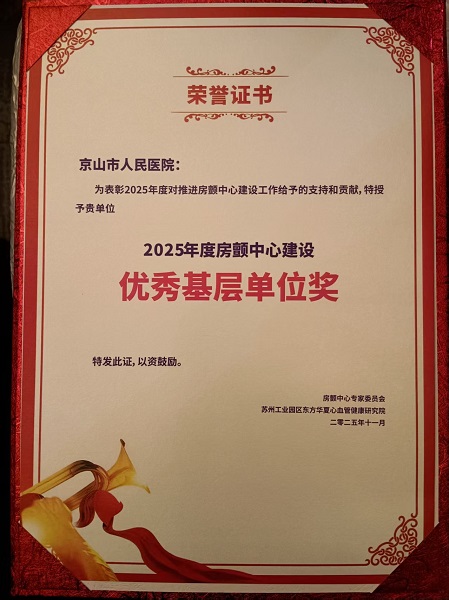 荣誉证书
京山市人民医院：
为表彰2025年度对推进房颤中心建设工作给予的支持和贡献，特授
予贵单位
2025年度房颤中心建设
优秀基层单位奖
特发此证，以资鼓励。
房颤中心专家委员会
苏州工业园区东方华夏心血管健康研究院
二零二五年十一月